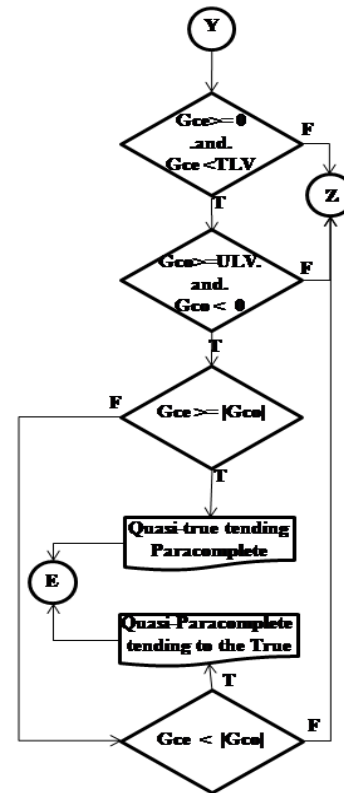 Y
Gce>= 0
.and.
Gce <TLV
F
Z
T
Gco>=ULV.
and.
Gco < 0
F
T
F
Gce >= |Gco|
T
Quasi-true tending
Paracomplete
E
Quasi-Paracomplete
tending to the True
T
F
Gce < |Gco|